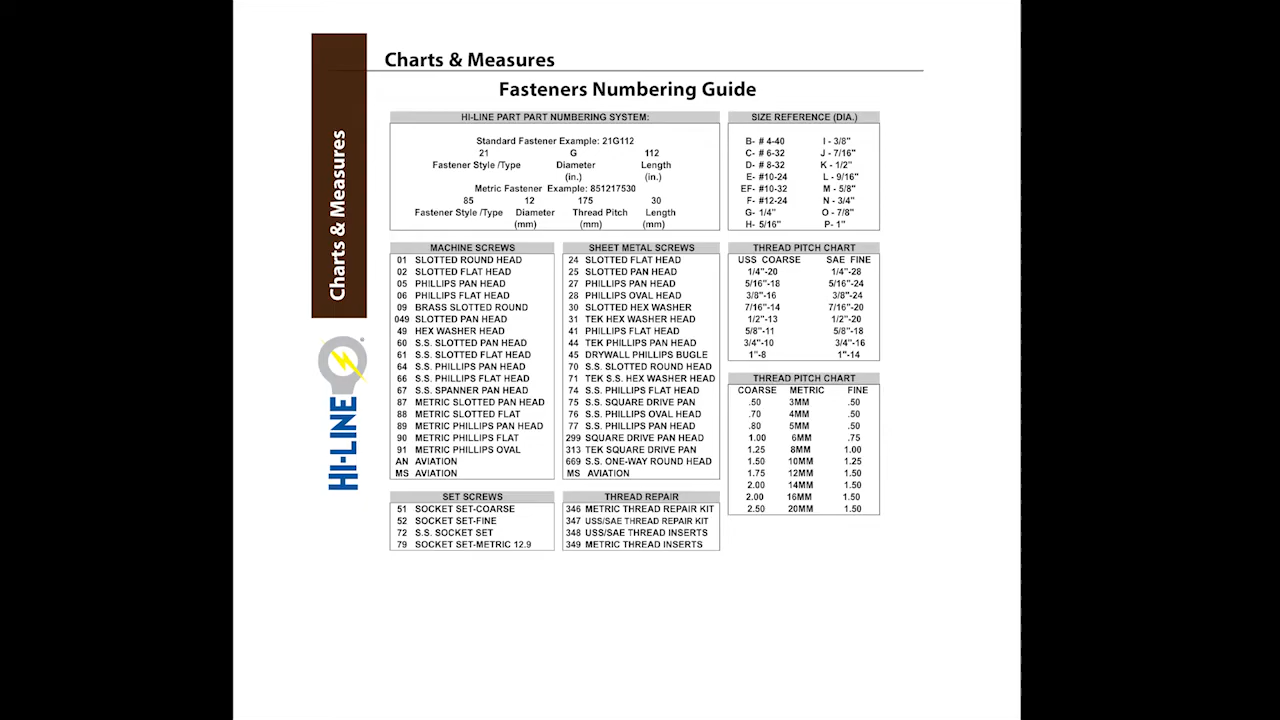 Charts & Measures
Charts & Measures
HI-LINE
Fasteners Numbering Guide
HI-LINE PART PART NUMBERING SYSTEM:
Standard Fastener Example: 21G112
21 G 112
Fastener Style /Type Diameter Length
(in.) (in.)
Metric Fastener Example: 851217530
85 12 175 30
Fastener Style /Type Diameter Thread Pitch Length
(mm) (mm) (mm)
SIZE REFERENCE (DIA.)
B- # 4-40 I - 3/8"
C- # 6-32 J - 7/16"
D- # 8-32 K - 1/2"
E- #10-24 L - 9/16"
EF- #10-32 M - 5/8"
F- #12-24 N - 3/4"
G- 1/4" O - 7/8"
H- 5/16" P- 1"
MACHINE SCREWS
01 SLOTTED ROUND HEAD
02 SLOTTED FLAT HEAD
05 PHILLIPS PAN HEAD
06 PHILLIPS FLAT HEAD
09 BRASS SLOTTED ROUND
049 SLOTTED PAN HEAD
49 HEX WASHER HEAD
60 S.S. SLOTTED PAN HEAD
61 S.S. SLOTTED FLAT HEAD
64 S.S. PHILLIPS PAN HEAD
66 S.S. PHILLIPS FLAT HEAD
67 S.S. SPANNER PAN HEAD
87 METRIC SLOTTED PAN HEAD
88 METRIC SLOTTED FLAT
89 METRIC PHILLIPS PAN HEAD
90 METRIC PHILLIPS FLAT
91 METRIC PHILLIPS OVAL
AN AVIATION
MS AVIATION
SHEET METAL SCREWS
24 SLOTTED FLAT HEAD
25 SLOTTED PAN HEAD
27 PHILLIPS PAN HEAD
28 PHILLIPS OVAL HEAD
30 SLOTTED HEX WASHER
31 TEK HEX WASHER HEAD
41 PHILLIPS FLAT HEAD
44 TEK PHILLIPS PAN HEAD
45 DRYWALL PHILLIPS BUGLE
70 S.S. SLOTTED ROUND HEAD
71 TEK S.S. HEX WASHER HEAD
74 S.S. PHILLIPS FLAT HEAD
75 S.S. SQUARE DRIVE PAN
76 S.S. PHILLIPS OVAL HEAD
77 S.S. PHILLIPS PAN HEAD
299 SQUARE DRIVE PAN HEAD
313 TEK SQUARE DRIVE PAN
669 S.S. ONE-WAY ROUND HEAD
MS AVIATION
THREAD PITCH CHART
USS COARSE SAE FINE
1/4"-20 1/4"-28
5/16"-18 5/16"-24
3/8"-16 3/8"-24
7/16"-14 7/16"-20
1/2"-13 1/2"-20
5/8"-11 5/8"-18
3/4"-10 3/4"-16
1"-8 1"-14
THREAD PITCH CHART
COARSE METRIC FINE
.50 3MM .50
.70 4MM .50
.80 5MM .50
1.00 6MM .75
1.25 8MM 1.00
1.50 10MM 1.25
1.75 12MM 1.50
2.00 14MM 1.50
2.00 16MM 1.50
2.50 20MM 1.50
SET SCREWS
51 SOCKET SET-COARSE
52 SOCKET SET-FINE
72 S.S. SOCKET SET
79 SOCKET SET-METRIC 12.9
THREAD REPAIR
346 METRIC THREAD REPAIR KIT
347 USS/SAE THREAD REPAIR KIT
348 USS/SAE THREAD INSERTS
349 METRIC THREAD INSERTS